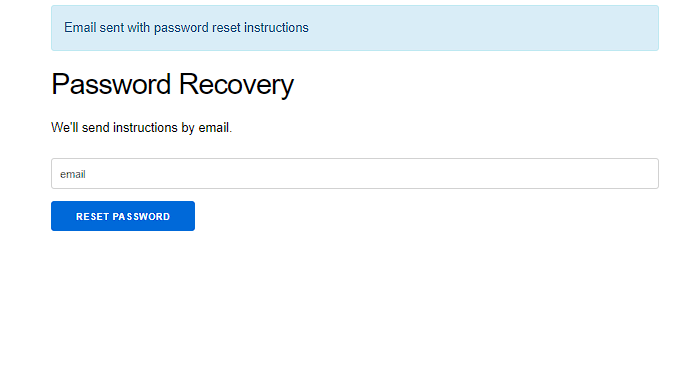 Email sent with password reset instructions
Password Recovery
We'll send instructions by email.
email
RESET PASSWORD